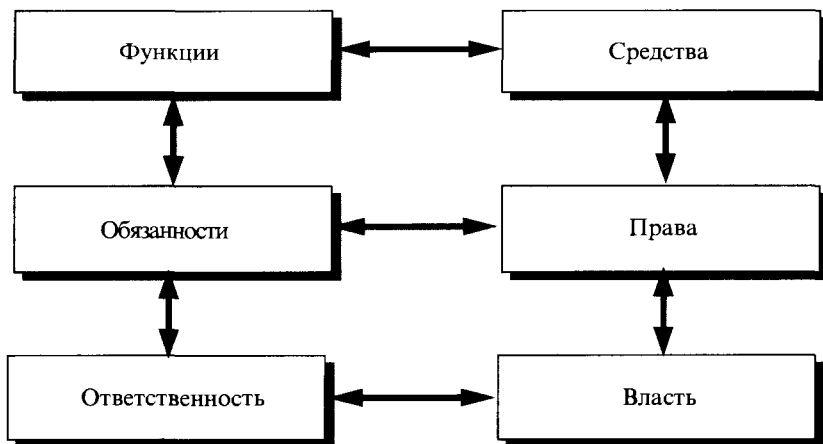 Функции
Средства
Обязанности
Права
Ответственность
Власть